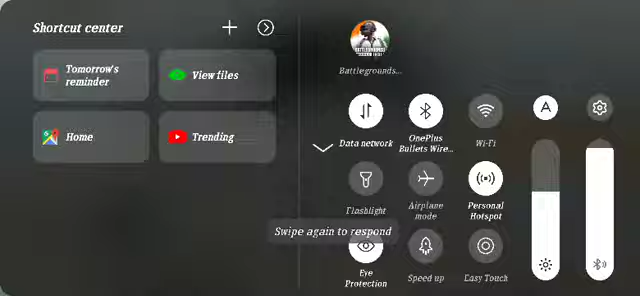 Shortcut center
Tomorrow's
reminder
View files
Home
Trending
Battlegrounds...
Data network
OnePlus
Bullets Wire...
Wi-Fi
A
Flashlight
Airplane
mode
Personal
Hotspot
Swipe again to respond
Eye
Protection
Speed up
Easy Touch